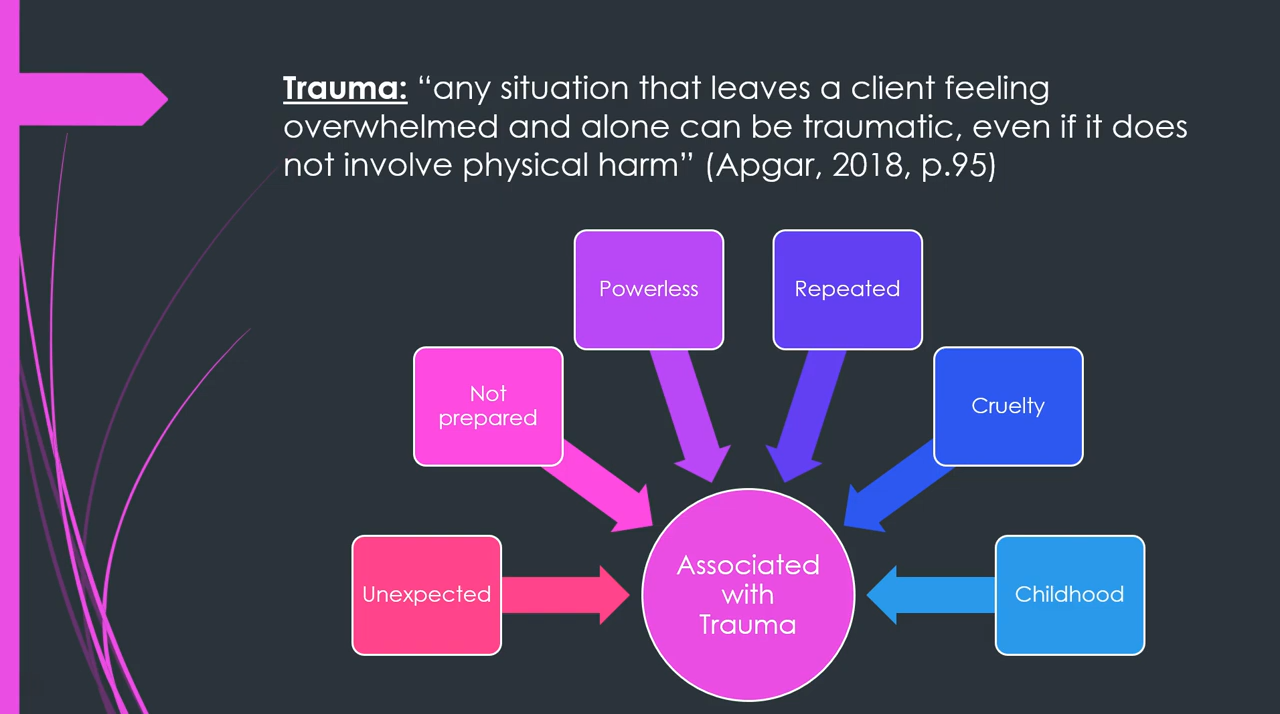 Trauma: “any situation that leaves a client feeling
overwhelmed and alone can be traumatic, even if it does
not involve physical harm” (Apgar, 2018, p.95)
Powerless
Repeated
Not
prepared
Cruelty
Unexpected
Associated
with
Trauma
Childhood